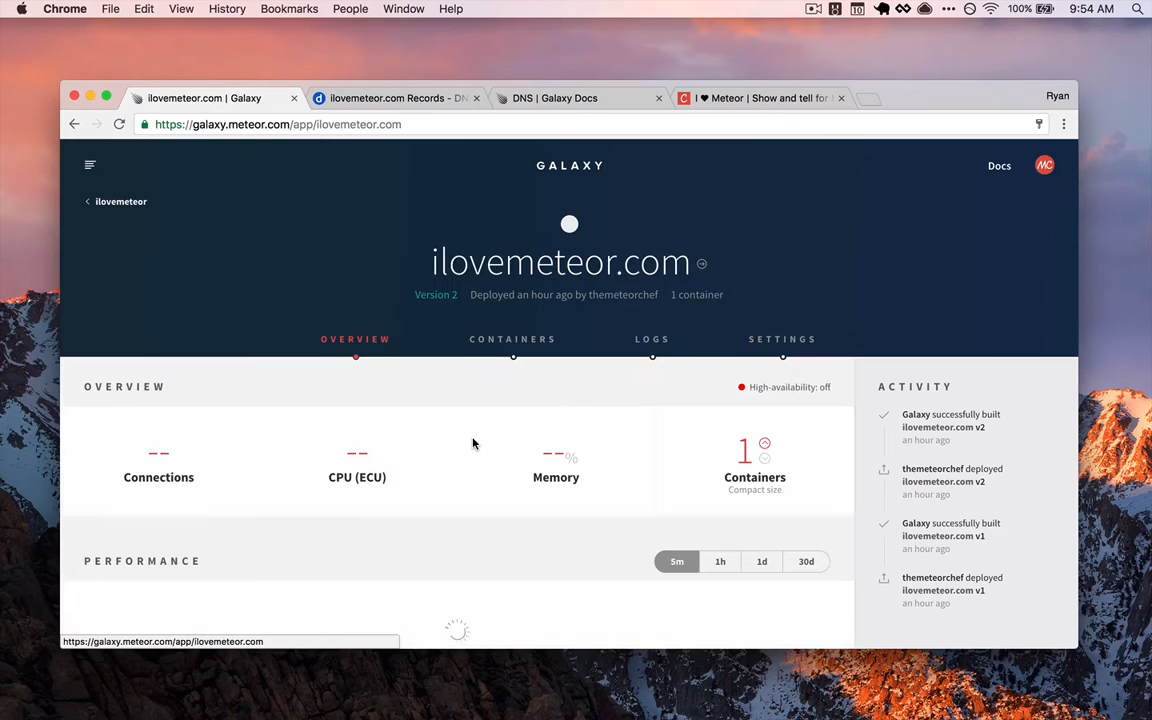 Chrome File Edit View History Bookmarks People Window Help 10 100% 9:54 AM
ilovemeteor.com | Galaxy
ilovemeteor.com Records - DN
DNS | Galaxy Docs
I ♥ Meteor | Show and tell for
Ryan
https://galaxy.meteor.com/app/ilovemeteor.com
GALAXY
Docs
MC
ilovemeteor
ilovemeteor.com
Version 2 Deployed an hour ago by themeteorchef 1 container
OVERVIEW CONTAINERS LOGS SETTINGS
OVERVIEW
High-availability: off
-- Connections
-- CPU (ECU)
--% Memory
1 Containers
Compact size
PERFORMANCE
5m 1h 1d 30d
ACTIVITY
Galaxy successfully built
ilovemeteor.com v2
an hour ago
themeteorchef deployed
ilovemeteor.com v2
an hour ago
Galaxy successfully built
ilovemeteor.com v1
an hour ago
themeteorchef deployed
ilovemeteor.com v1
an hour ago
https://galaxy.meteor.com/app/ilovemeteor.com